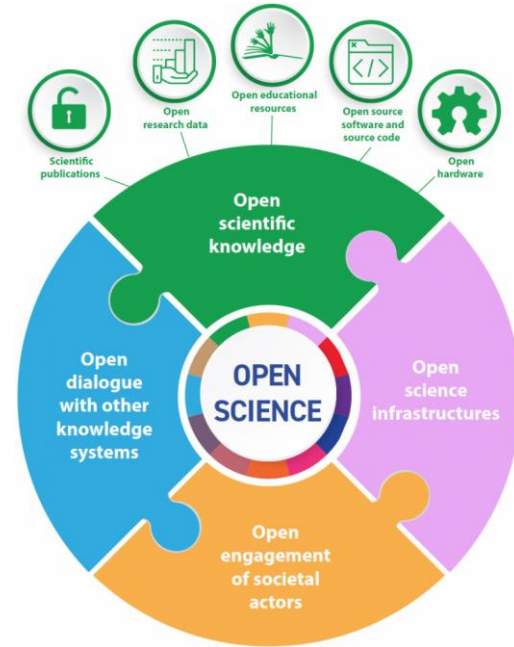 Scientific
publications
Open
research data
Open educational
resources
</>
Open source
software and
source code
Open
hardware
Open
scientific
knowledge
Open
dialogue
with other
knowledge
systems
OPEN
SCIENCE
Open
science
infrastructures
Open
engagement
of societal
actors